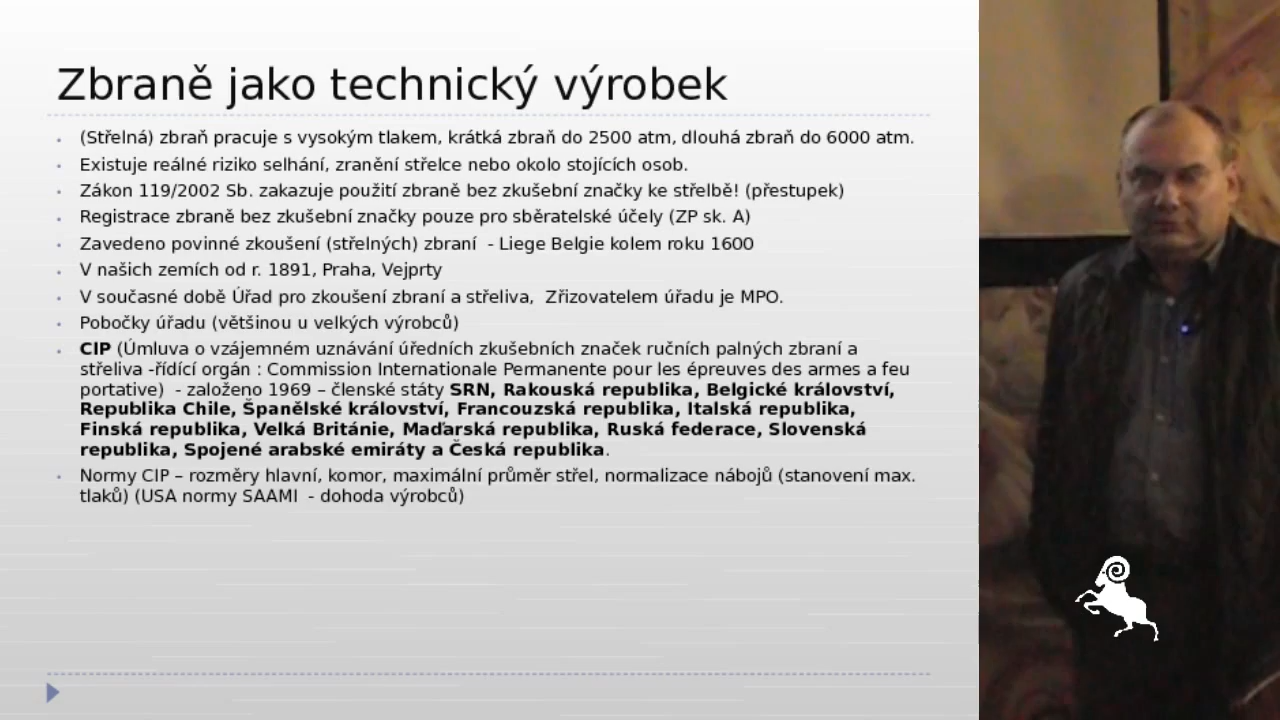 Zbraně jako technický výrobek
(Střelná) zbraň pracuje s vysokým tlakem, krátká zbraň do 2500 atm, dlouhá zbraň do 6000 atm.
Existuje reálné riziko selhání, zranění střelce nebo okolo stojících osob.
Zákon 119/2002 Sb. zakazuje použití zbraně bez zkušební značky ke střelbě! (přestupek)
Registrace zbraně bez zkušební značky pouze pro sběratelské účely (ZP sk. A)
Zavedeno povinné zkoušení (střelných) zbraní  - Liege Belgie kolem roku 1600
V našich zemích od r. 1891, Praha, Vejprty
V současné době Úřad pro zkoušení zbraní a střeliva,  Zřizovatelem úřadu je MPO.
Pobočky úřadu (většinou u velkých výrobců)
CIP (Úmluva o vzájemném uznávání úředních zkušebních značek ručních palných zbraní a
střeliva -řídící orgán : Commission Internationale Permanente pour les épreuves des armes a feu
portative)  - založeno 1969 – členské státy SRN, Rakouská republika, Belgické království,
Republika Chile, Španělské království, Francouzská republika, Italská republika,
Finská republika, Velká Británie, Maďarská republika, Ruská federace, Slovenská
republika, Spojené arabské emiráty a Česká republika.
Normy CIP – rozměry hlavní, komor, maximální průměr střel, normalizace nábojů (stanovení max.
tlaků) (USA normy SAAMI  - dohoda výrobců)